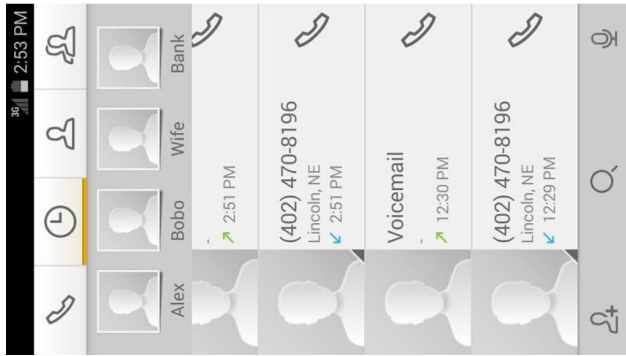 3G 2:53 PM
Alex Bobo Wife Bank
-
2:51 PM
(402) 470-8196
Lincoln, NE
2:51 PM
Voicemail
-
12:30 PM
(402) 470-8196
Lincoln, NE
12:29 PM